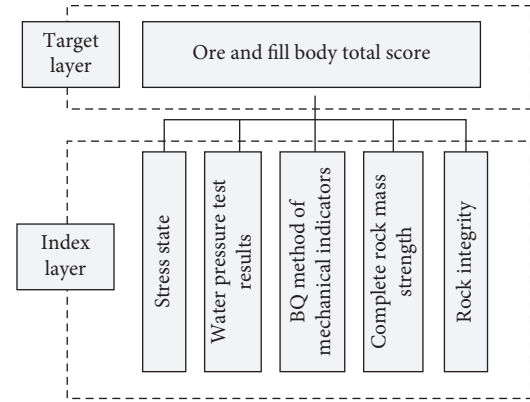 Target
layer
Ore and fill body total score
Index
layer
Stress state
Water pressure test
results
BQ method of
mechanical indicators
Complete rock mass
strength
Rock integrity